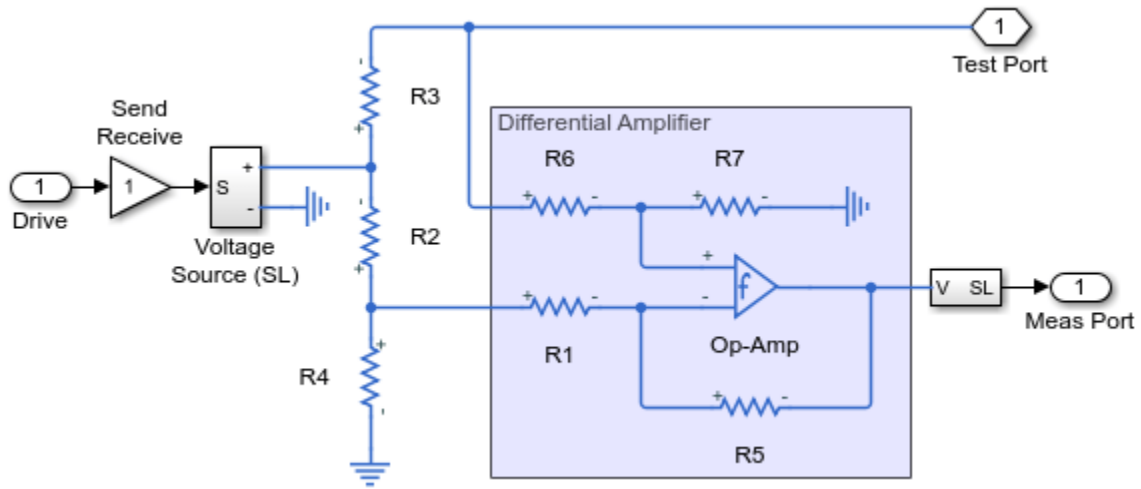 1
Test Port
R3
Send
Receive
Differential Amplifier
R6
R7
+
-
1
Drive
1
S
+
-
Voltage
Source (SL)
R2
+
-
+
-
R1
f
Op-Amp
V SL
1
Meas Port
R4
R5